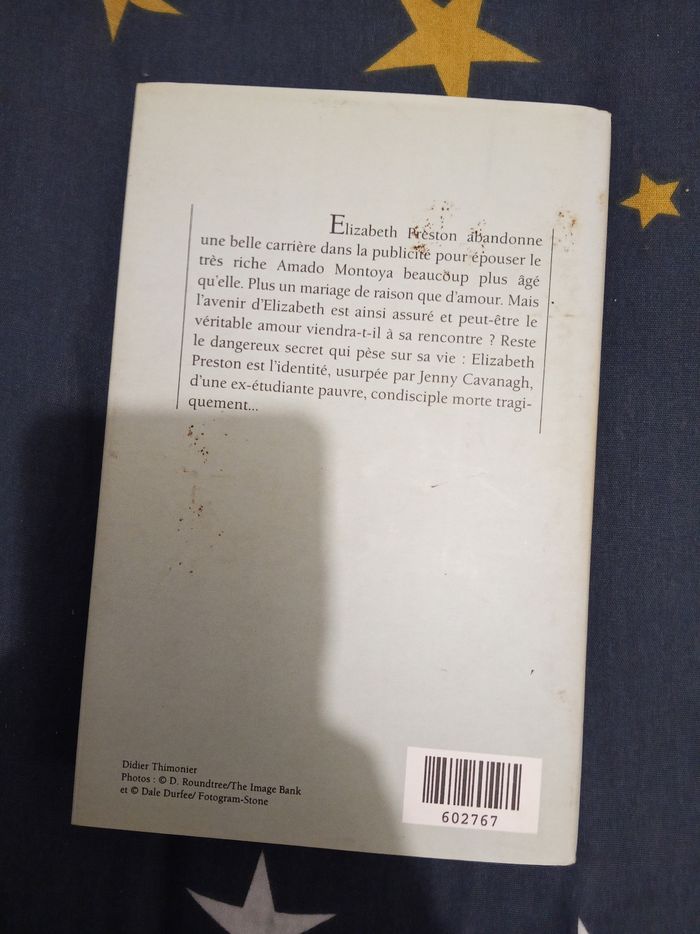 Elizabeth Preston abandonne
une belle carrière dans la publicité pour épouser le
très riche Amado Montoya beaucoup plus âgé
qu'elle. Plus un mariage de raison que d'amour. Mais
l'avenir d'Elizabeth est ainsi assuré et peut-être le
véritable amour viendra-t-il à sa rencontre ? Reste
le dangereux secret qui pèse sur sa vie : Elizabeth
Preston est l'identité, usurpée par Jenny Cavanagh,
d'une ex-étudiante pauvre, condisciple morte tragi-
quement...
Didier Thimonier
Photos : © D. Roundtree/The Image Bank
et © Dale Durfee/ Fotogram-Stone
602767